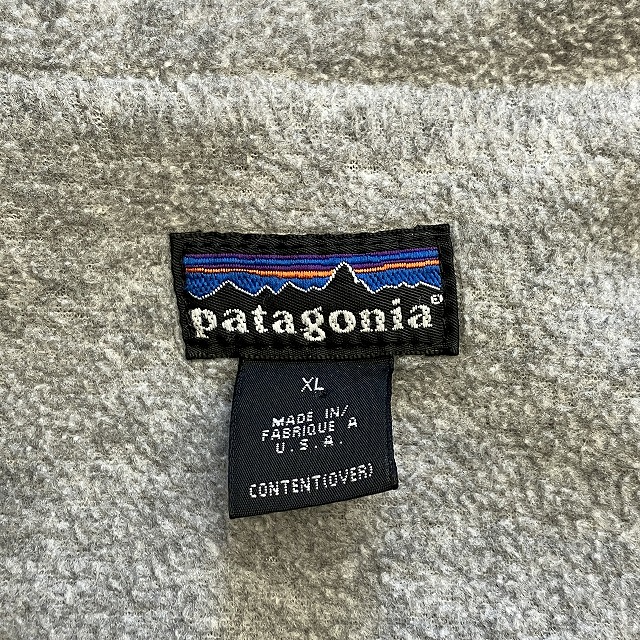 patagonia®
XL
MADE IN/
FABRIQUE A
U.S.A.
CONTENT(OVER)